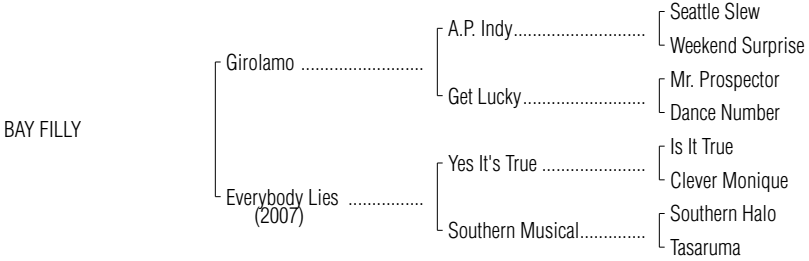 Seattle Slew
A.P. Indy..............................
Weekend Surprise
Girolamo ............................
Mr. Prospector
Get Lucky............................
Dance Number
BAY FILLY
Is It True
Yes It's True ........................
Clever Monique
Everybody Lies .................
(2007)
Southern Halo
Southern Musical...............
Tasaruma